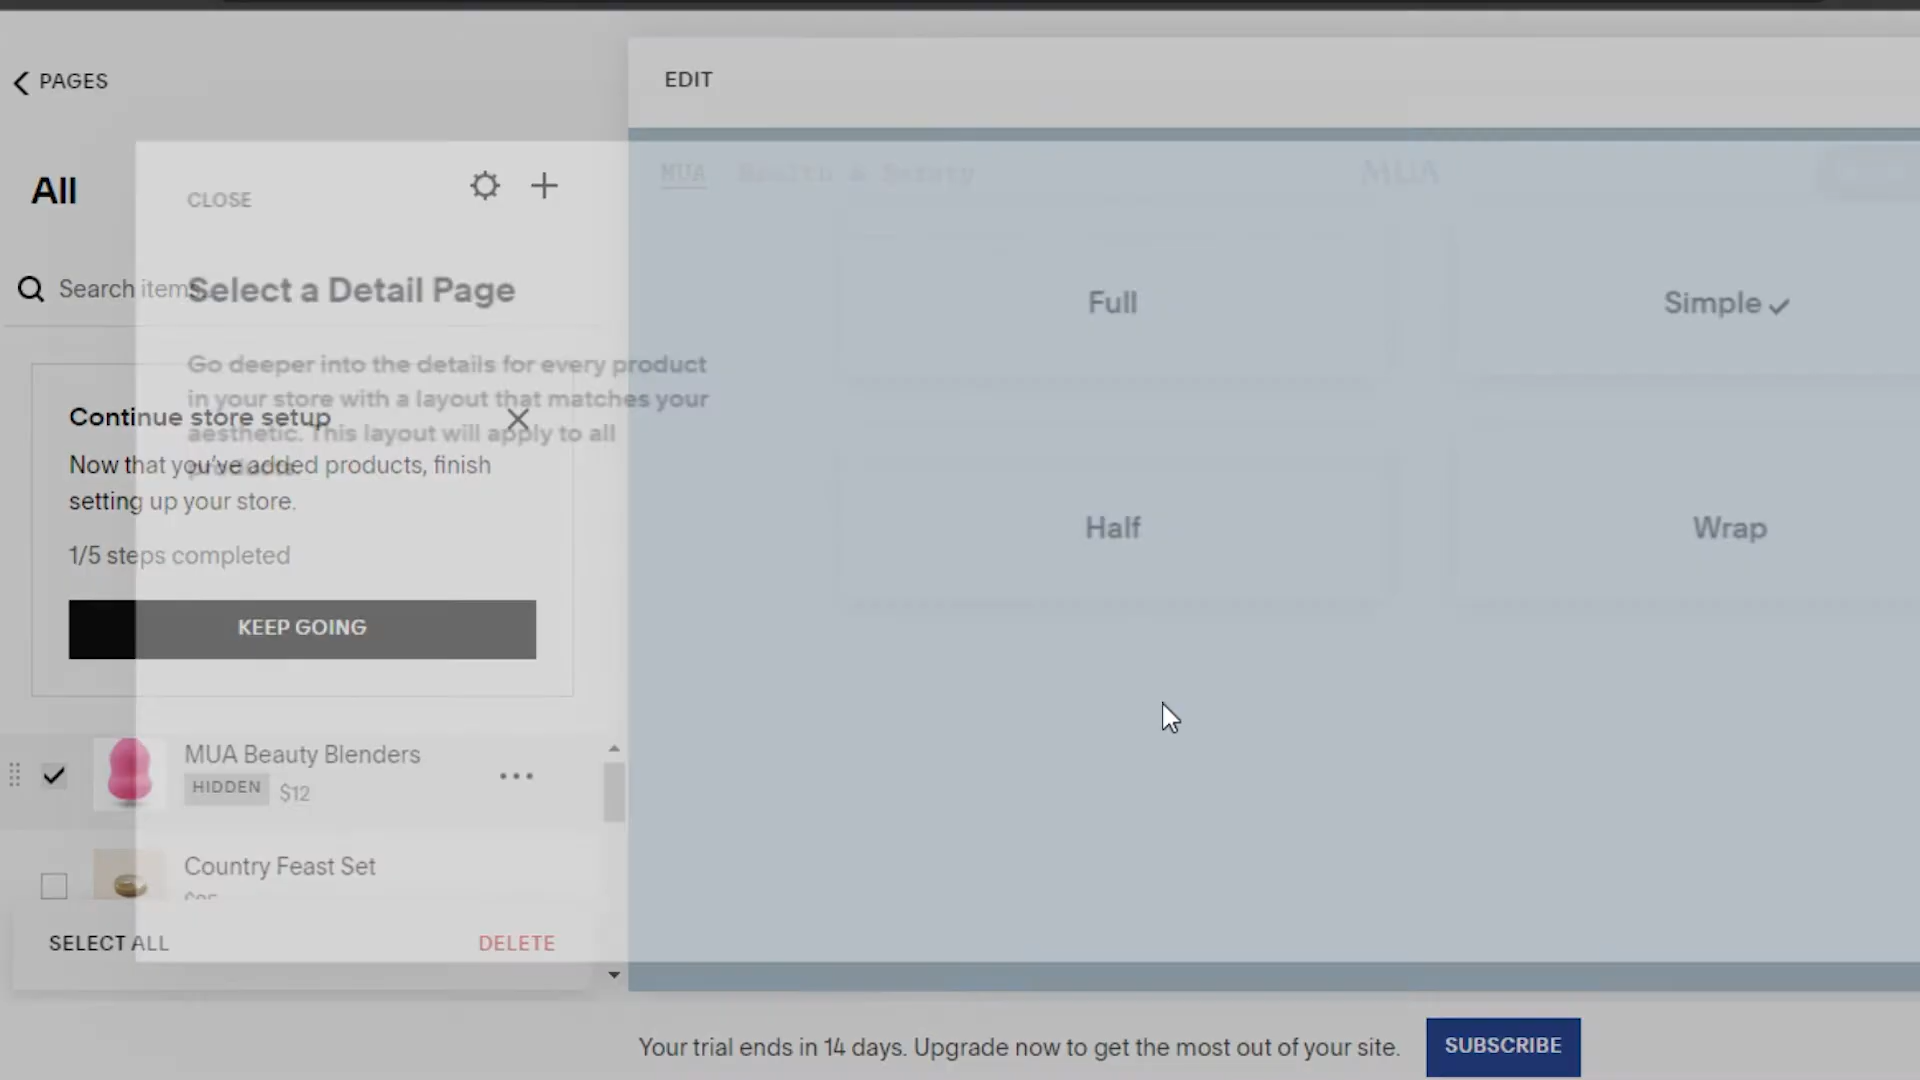 PAGES
EDIT
All
CLOSE
MUA Health & Safety
MUA
Search items
Select a Detail Page
Full
Simple
Go deeper into the details for every product
in your store with a layout that matches your
aesthetic. This layout will apply to all
products.
Continue store setup
Now that you've added products, finish
setting up your store.
1/5 steps completed
KEEP GOING
Half
Wrap
MUA Beauty Blenders
HIDDEN $12
Country Feast Set
SELECT ALL
DELETE
Your trial ends in 14 days. Upgrade now to get the most out of your site.
SUBSCRIBE